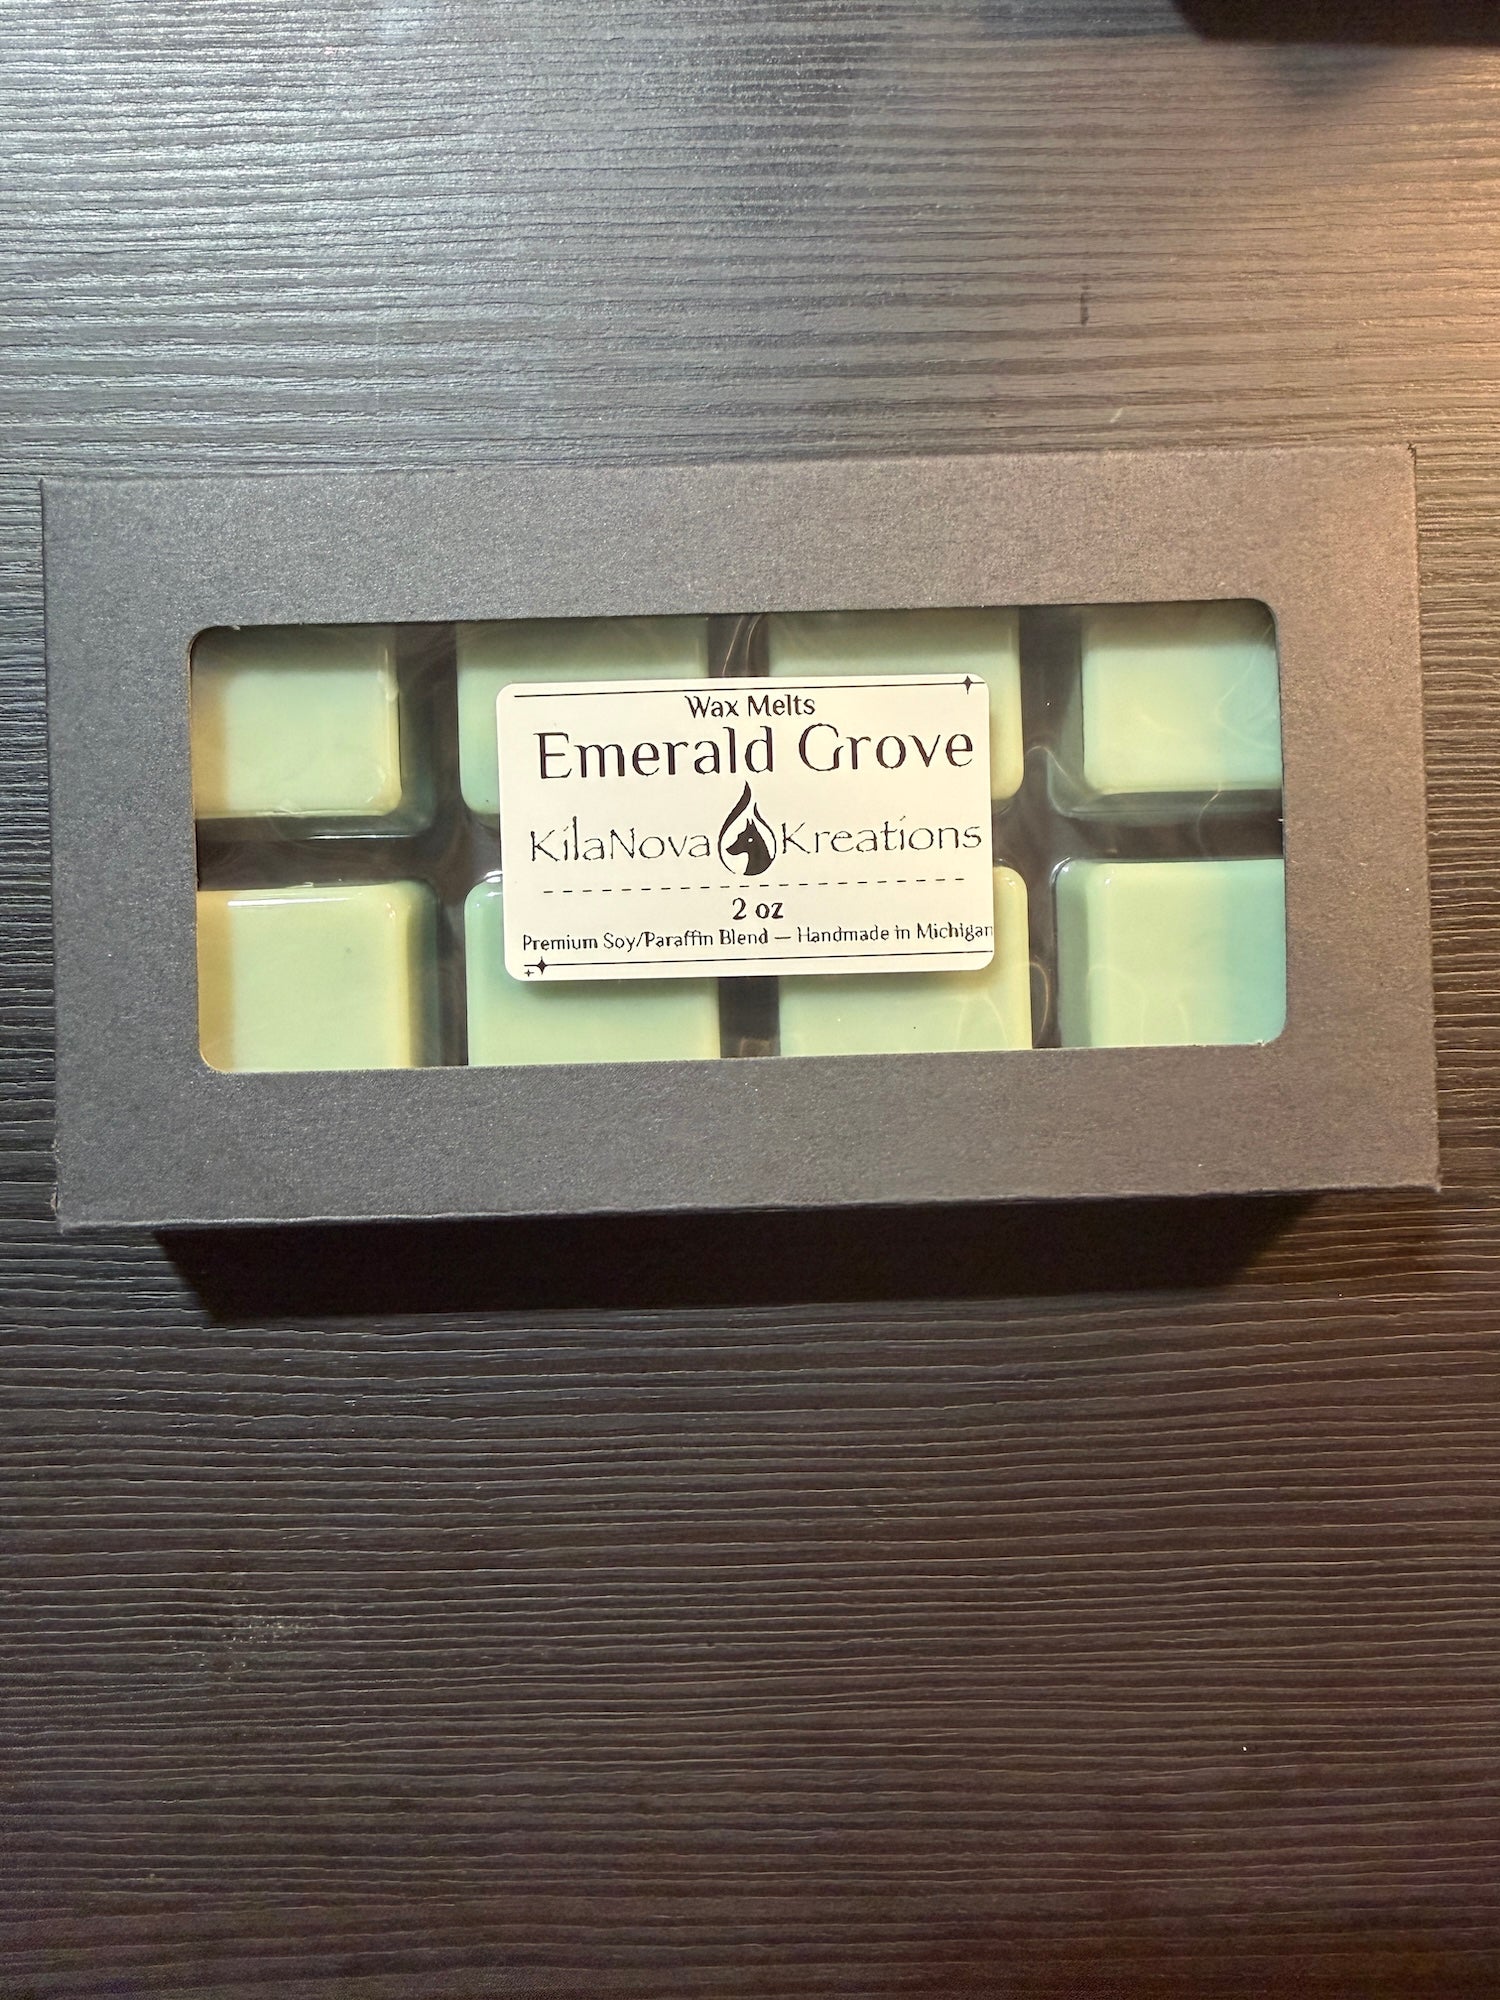 Wax Melts
Emerald Grove
KilaNova Kreations
2 oz
Premium Soy/Paraffin Blend — Handmade in Michigan